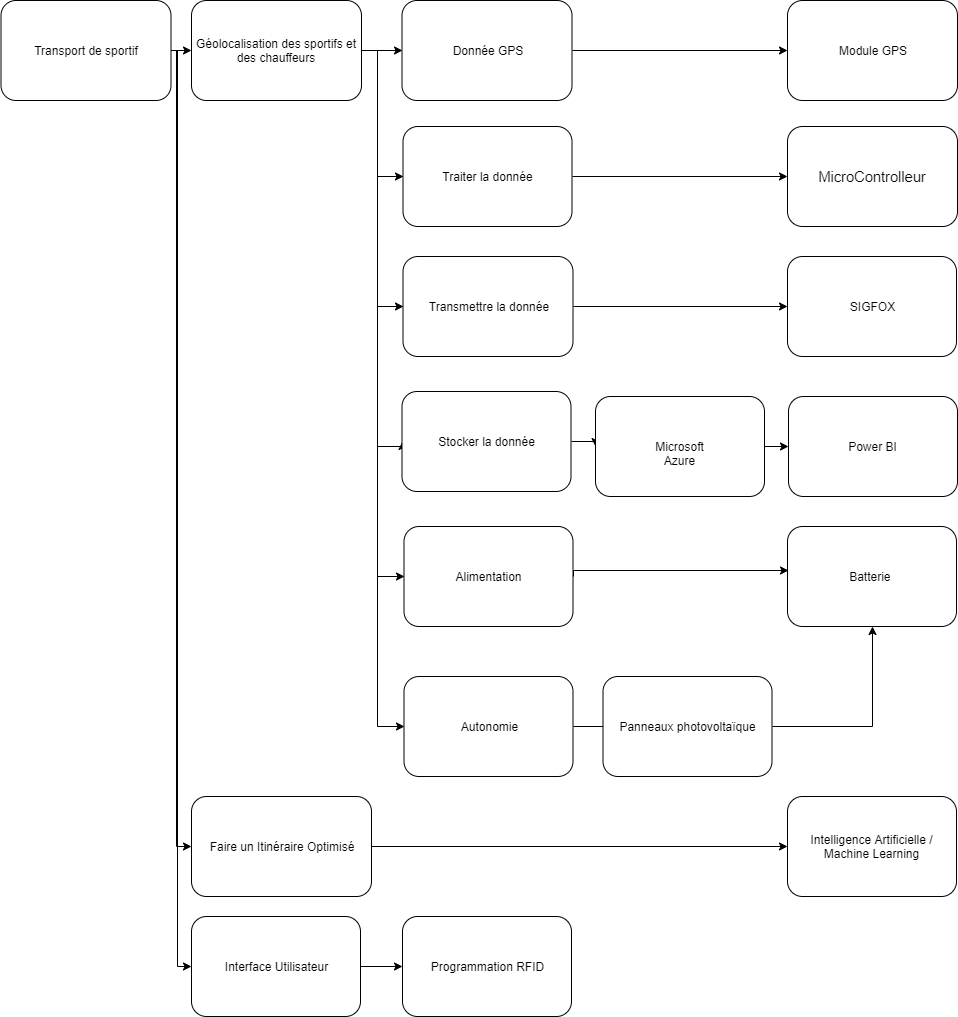 Transport de sportif
Gëolocalisation des sportifs et
des chauffeurs
Donnée GPS
Module GPS
Traiter la donnée
MicroControlleur
Transmettre la donnée
SIGFOX
Stocker la donnée
Microsoft
Azure
Power BI
Alimentation
Batterie
Autonomie
Panneaux photovoltaïque
Faire un Itinéraire Optimisé
Intelligence Artificielle /
Machine Learning
Interface Utilisateur
Programmation RFID